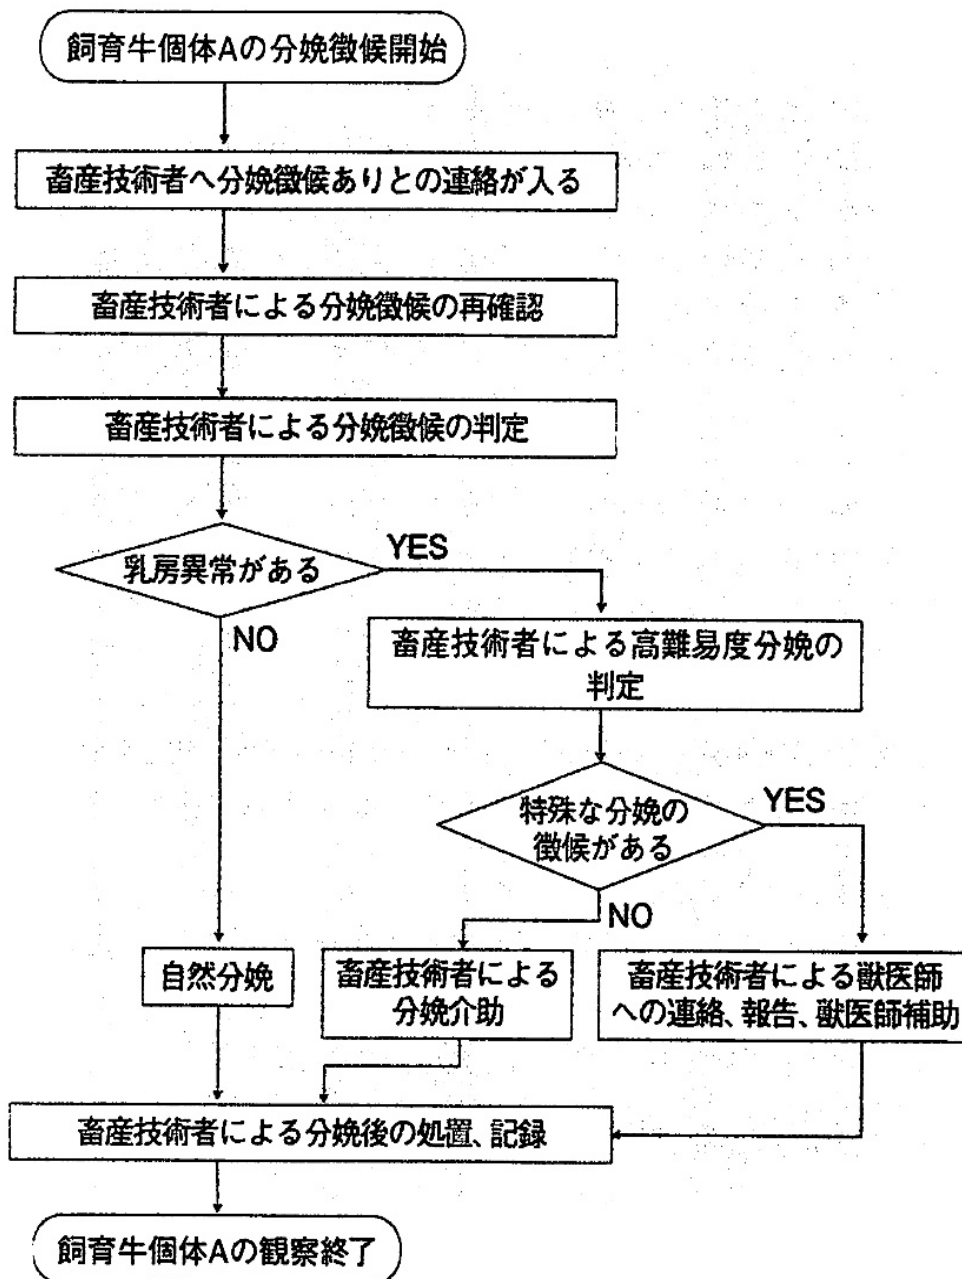 飼育牛個体Aの分娩徴候開始
畜産技術者へ分娩徴候ありとの連絡が入る
畜産技術者による分娩徴候の再確認
畜産技術者による分娩徴候の判定
乳房異常がある
YES
NO
畜産技術者による高難易度分娩の
判定
特殊な分娩の
徴候がある
YES
NO
自然分娩
畜産技術者による
分娩介助
畜産技術者による獣医師
への連絡、報告、獣医師補助
畜産技術者による分娩後の処置、記録
飼育牛個体Aの観察終了